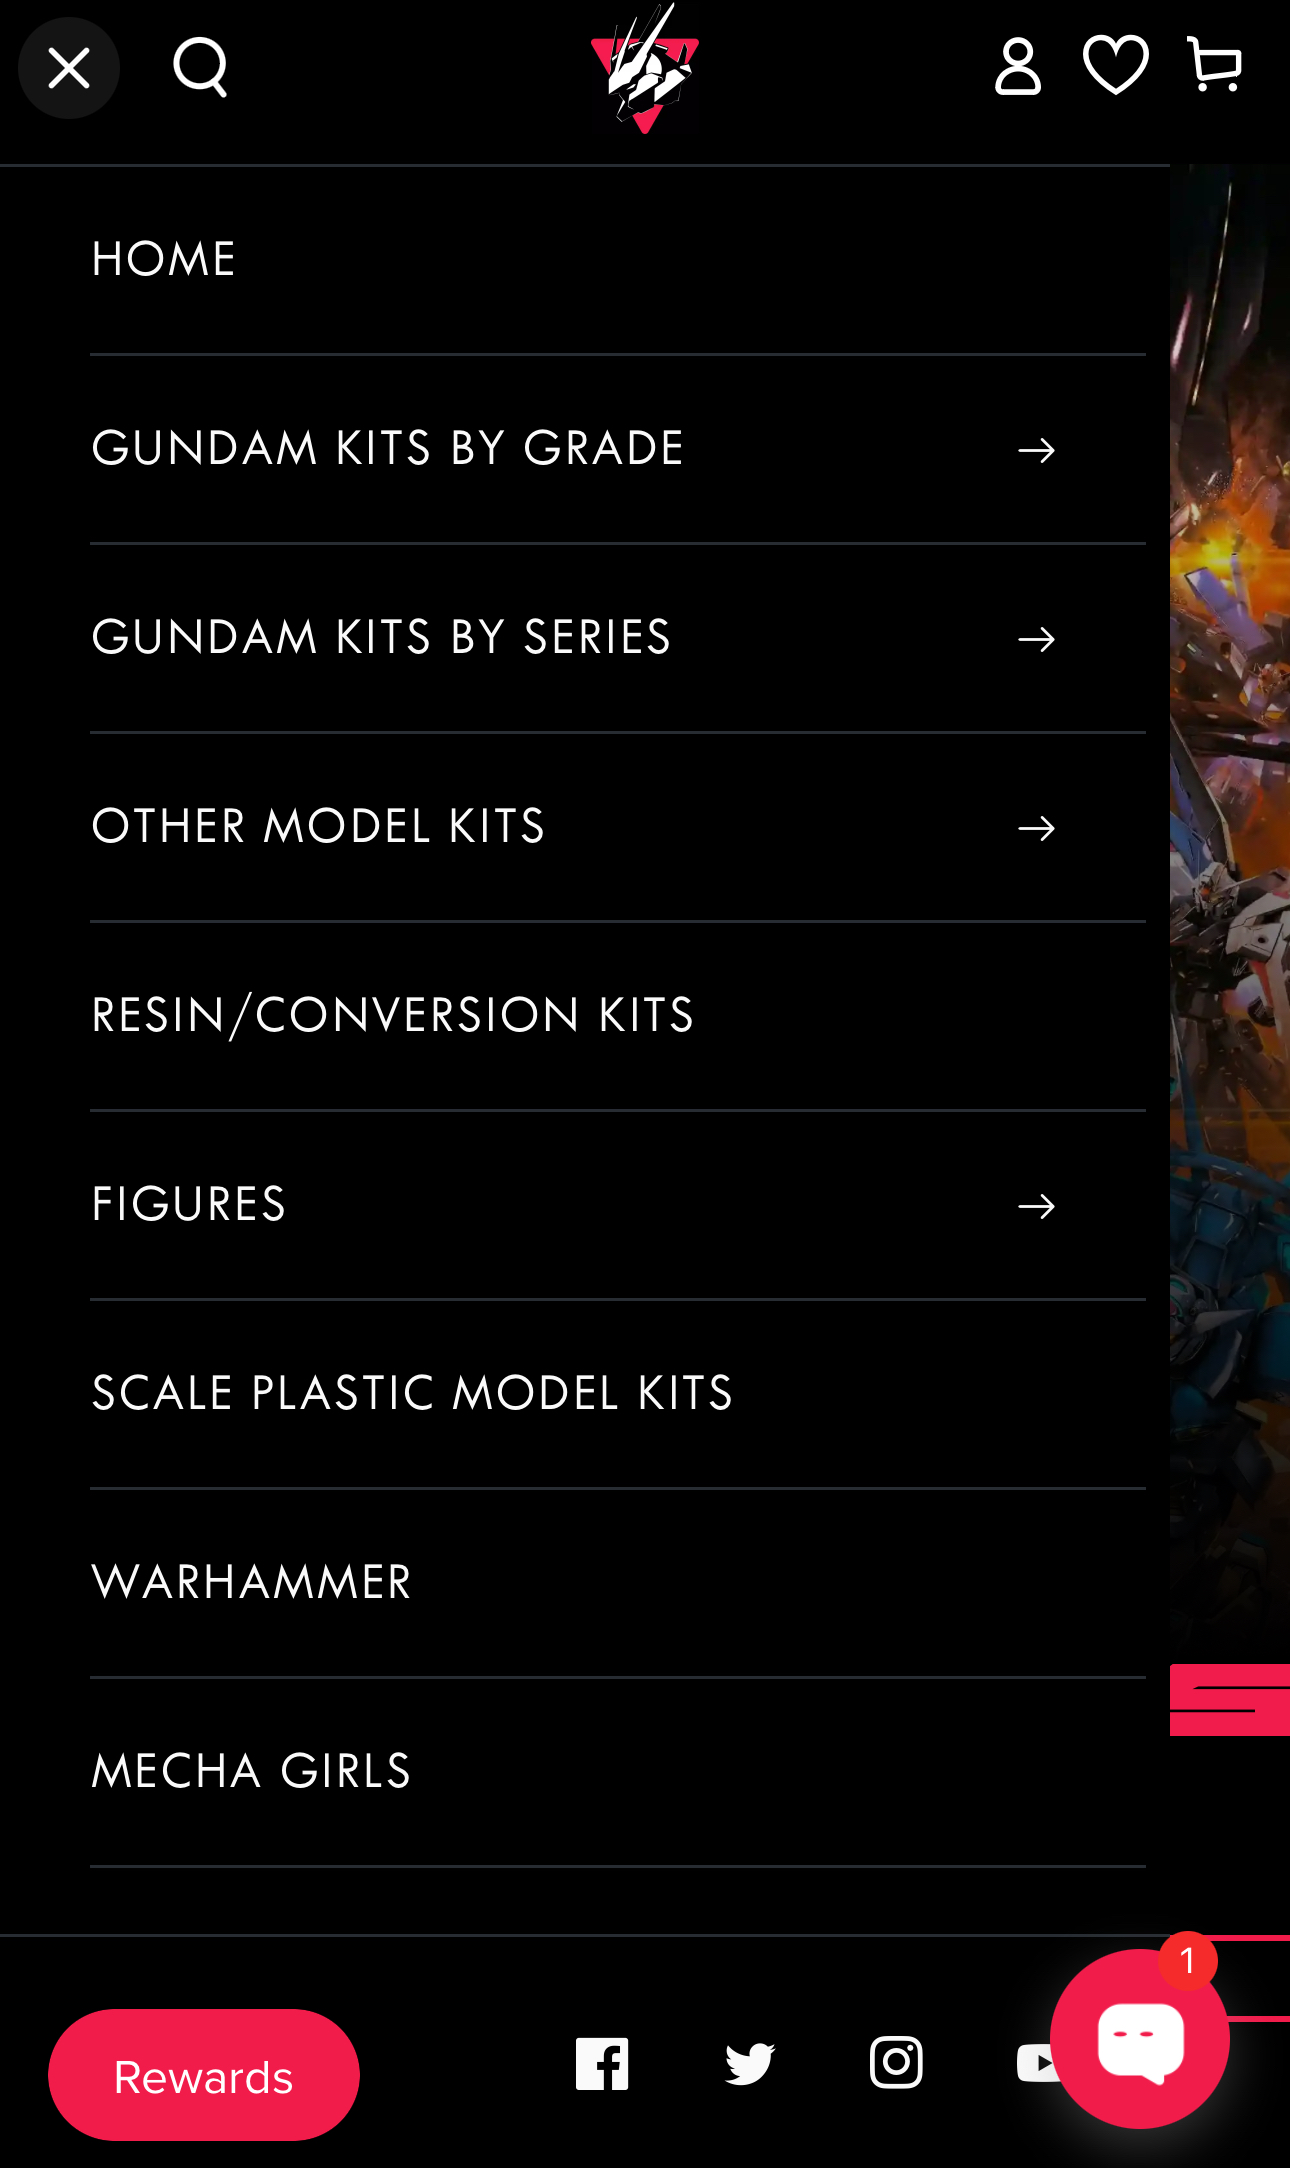 HOME
GUNDAM KITS BY GRADE
GUNDAM KITS BY SERIES
OTHER MODEL KITS
RESIN/CONVERSION KITS
FIGURES
SCALE PLASTIC MODEL KITS
WARHAMMER
MECHA GIRLS
1
Rewards